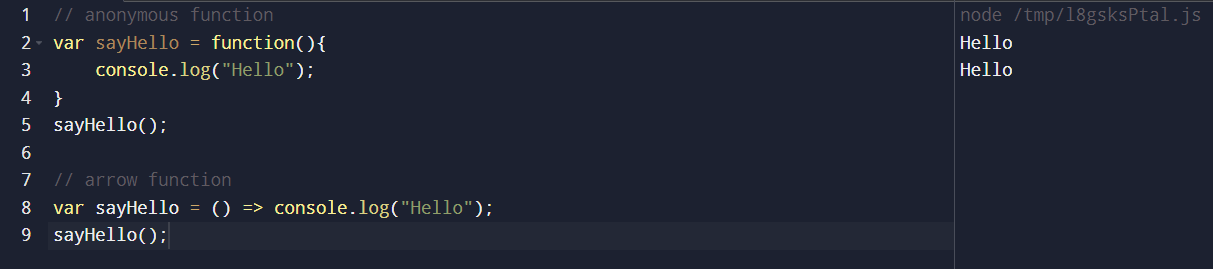 1 // anonymous function
2 var sayHello = function(){
3     console.log("Hello");
4 }
5 sayHello();
6
7 // arrow function
8 var sayHello = () => console.log("Hello");
9 sayHello();
node /tmp/l8gsksPtal.js
Hello
Hello